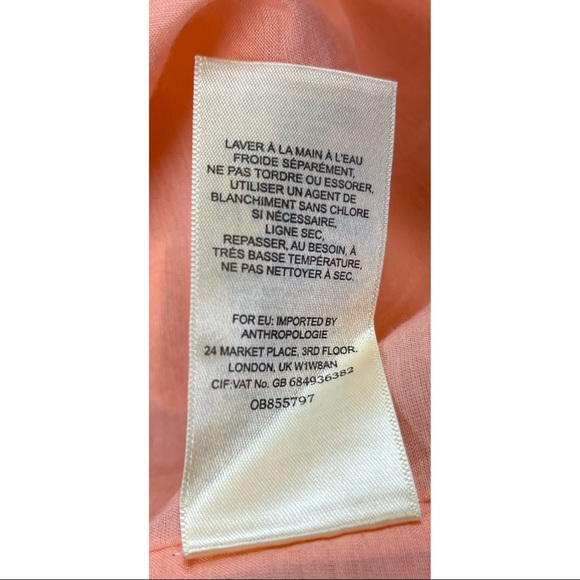 LAVER À LA MAIN À L'EAU
FROIDE SÉPARÉMENT,
NE PAS TORDRE OU ESSORER,
UTILISER UN AGENT DE
BLANCHIMENT SANS CHLORE
SI NÉCESSAIRE,
LIGNE SEC,
REPASSER, AU BESOIN, À
TRÉS BASSE TEMPÉRATURE,
NE PAS NETTOYER À SEC.
FOR EU: IMPORTED BY
ANTHROPOLOGIE
24 MARKET PLACE, 3RD FLOOR.
LONDON, UK W1W8AN
CIF:VAT No. GB 684936382
OB855797